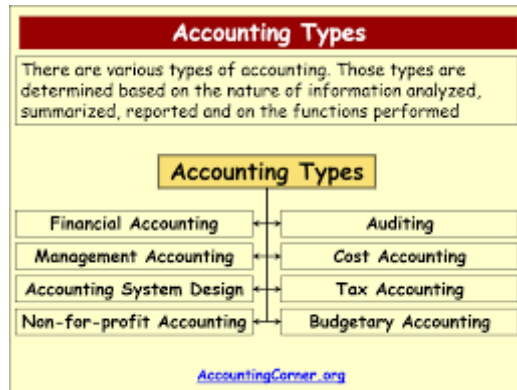 Accounting Types
There are various types of accounting. Those types are
determined based on the nature of information analyzed,
summarized, reported and on the functions performed
Accounting Types
Financial Accounting
Auditing
Management Accounting
Cost Accounting
Accounting System Design
Tax Accounting
Non-for-profit Accounting
Budgetary Accounting
AccountingCorner.org